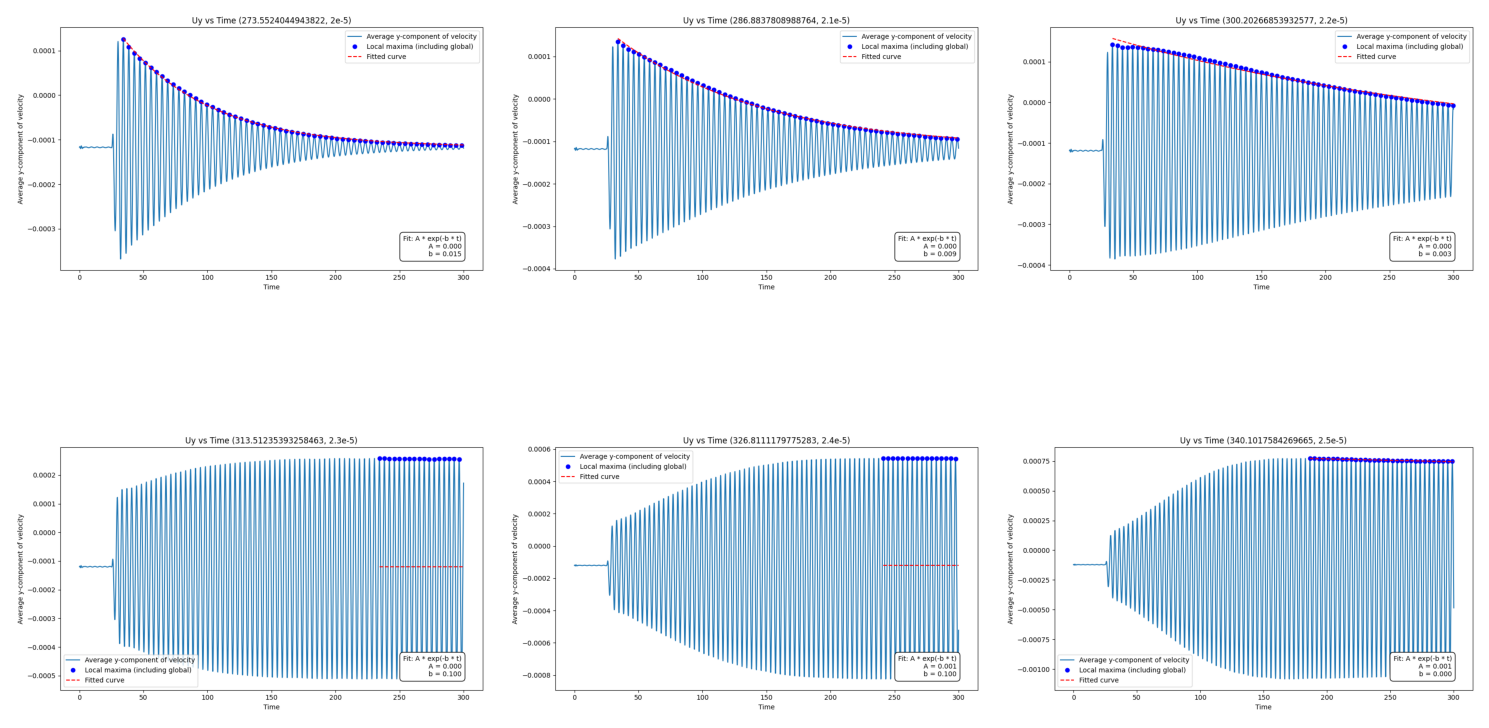 Uy vs Time (273.5524044943822, 2e-5)
Average y-component of velocity
Local maxima (including global)
Fitted curve
Average y-component of velocity
0.0001
0.0000
−0.0001
−0.0002
−0.0003
Fit: A * exp(-b * t)
A = 0.000
b = 0.015
0 50 100 150 200 250 300
Time
Uy vs Time (286.8837808988764, 2.1e-5)
Average y-component of velocity
Local maxima (including global)
Fitted curve
Average y-component of velocity
0.0001
0.0000
−0.0001
−0.0002
−0.0003
−0.0004
Fit: A * exp(-b * t)
A = 0.000
b = 0.009
0 50 100 150 200 250 300
Time
Uy vs Time (300.20266853932577, 2.2e-5)
Average y-component of velocity
Local maxima (including global)
Fitted curve
Average y-component of velocity
0.0001
0.0000
−0.0001
−0.0002
−0.0003
−0.0004
Fit: A * exp(-b * t)
A = 0.000
b = 0.003
0 50 100 150 200 250 300
Time
Uy vs Time (313.51235393258463, 2.3e-5)
Average y-component of velocity
0.0002
0.0001
0.0000
−0.0001
−0.0002
−0.0003
−0.0004
−0.0005
Average y-component of velocity
Local maxima (including global)
Fitted curve
Fit: A * exp(-b * t)
A = 0.000
b = 0.100
0 50 100 150 200 250 300
Time
Uy vs Time (326.8111179775283, 2.4e-5)
Average y-component of velocity
Local maxima (including global)
Fitted curve
Average y-component of velocity
0.0006
0.0004
0.0002
0.0000
−0.0002
−0.0004
−0.0006
−0.0008
Fit: A * exp(-b * t)
A = 0.001
b = 0.100
0 50 100 150 200 250 300
Time
Uy vs Time (340.1017584269665, 2.5e-5)
Average y-component of velocity
0.00075
0.00050
0.00025
0.00000
−0.00025
−0.00050
−0.00075
−0.00100
Average y-component of velocity
Local maxima (including global)
Fitted curve
Fit: A * exp(-b * t)
A = 0.001
b = 0.000
0 50 100 150 200 250 300
Time